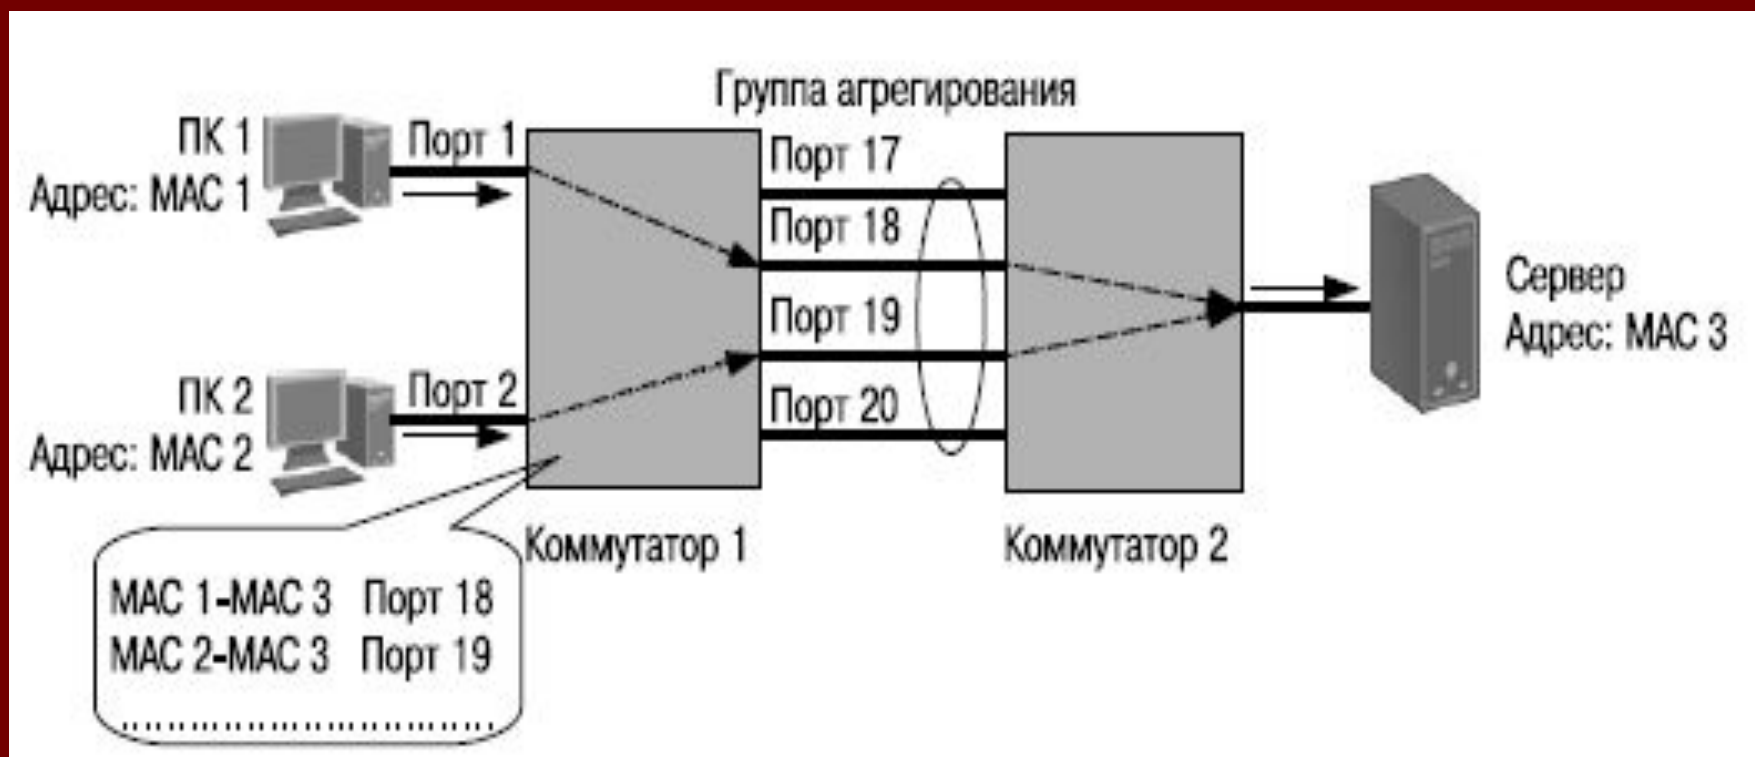 Группа агрегирования
ПК 1
Адрес: MAC 1
Порт 1
Порт 17
Порт 18
Порт 19
Порт 20
Сервер
Адрес: MAC 3
ПК 2
Адрес: MAC 2
Порт 2
Коммутатор 1
Коммутатор 2
MAC 1-MAC 3 Порт 18
MAC 2-MAC 3 Порт 19